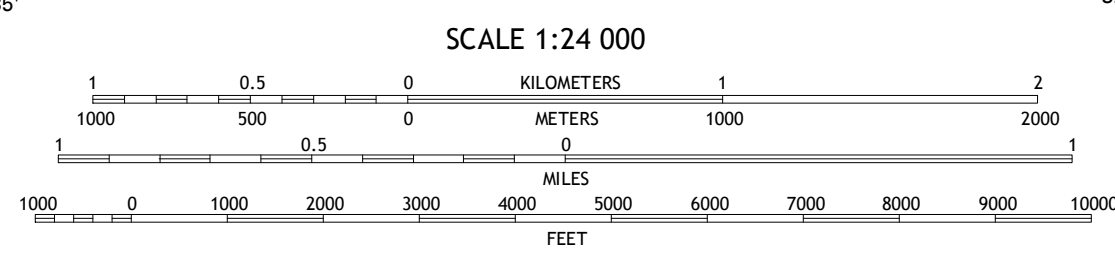 SCALE 1:24 000
1 0.5 0 KILOMETERS 1 2
1000 500 0 METERS 1000 2000
1 0.5 0 1
MILES
1000 0 1000 2000 3000 4000 5000 6000 7000 8000 9000 10000
FEET